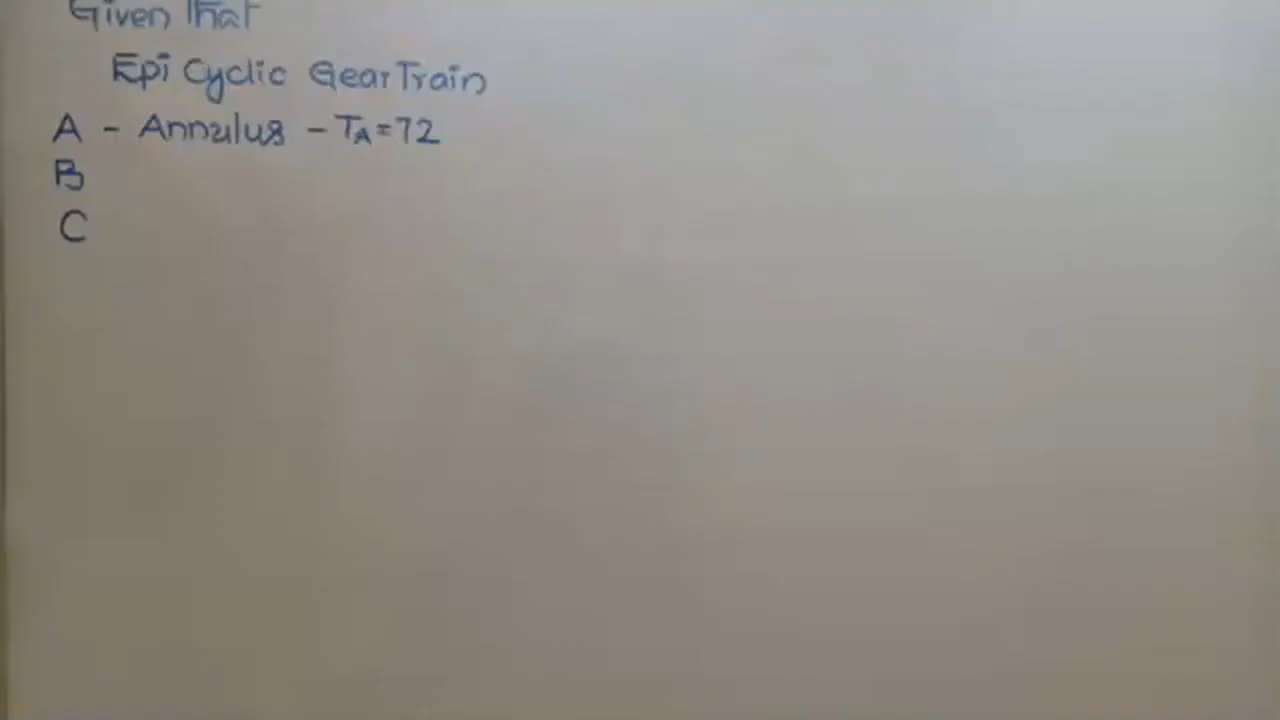 Given That
Epi Cyclic Gear Train
A - Annulus - TA = 72
B
C